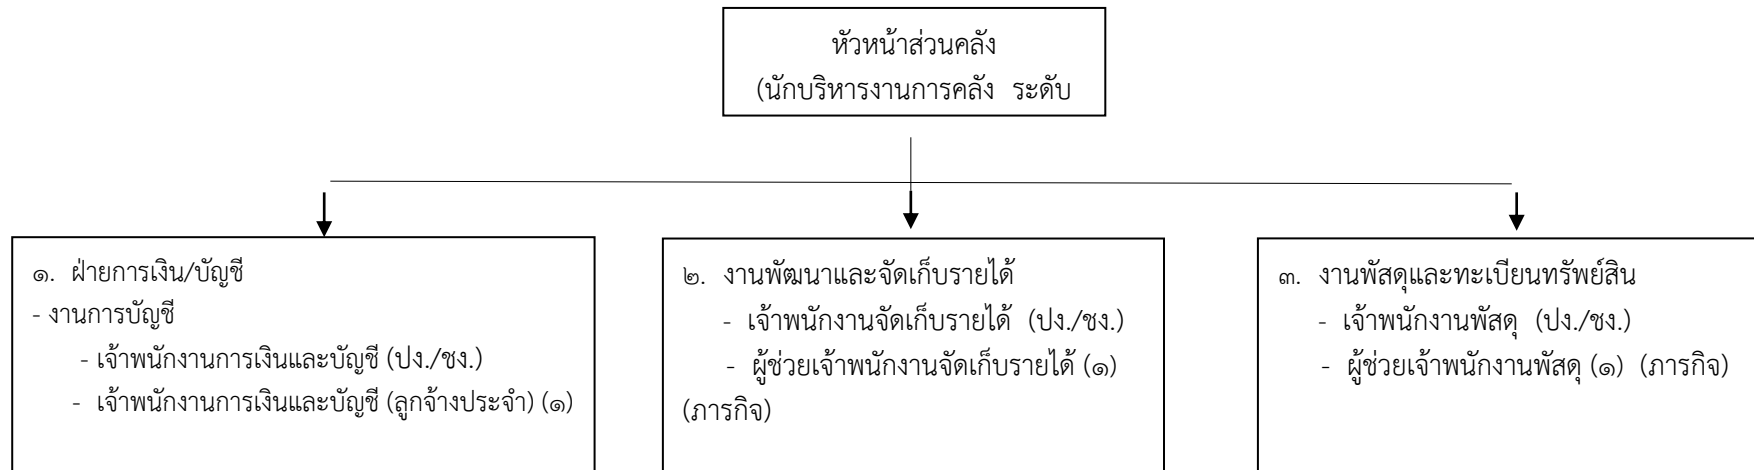 หัวหน้าส่วนคลัง
(นักบริหารงานการคลัง ระดับ
๑. ฝ่ายการเงิน/บัญชี
- งานการบัญชี
- เจ้าพนักงานการเงินและบัญชี (ปง./ชง.)
- เจ้าพนักงานการเงินและบัญชี (ลูกจ้างประจำ) (๑)
๒. งานพัฒนาและจัดเก็บรายได้
- เจ้าพนักงานจัดเก็บรายได้ (ปง./ชง.)
- ผู้ช่วยเจ้าพนักงานจัดเก็บรายได้ (๑)
(ภารกิจ)
๓. งานพัสดุและทะเบียนทรัพย์สิน
- เจ้าพนักงานพัสดุ (ปง./ชง.)
- ผู้ช่วยเจ้าพนักงานพัสดุ (๑) (ภารกิจ)